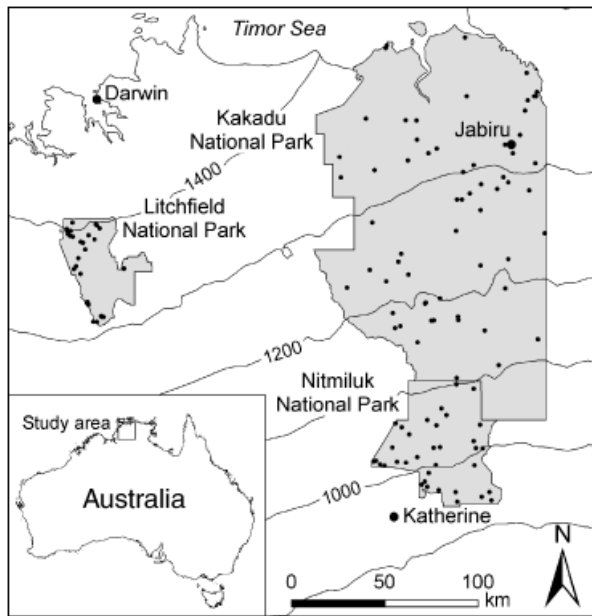 Timor Sea
Darwin
Kakadu
National Park
Jabiru
1400
Litchfield
National Park
1200
Nitmiluk
National Park
Study area
Australia
1000
Katherine
N
0 50 100
km